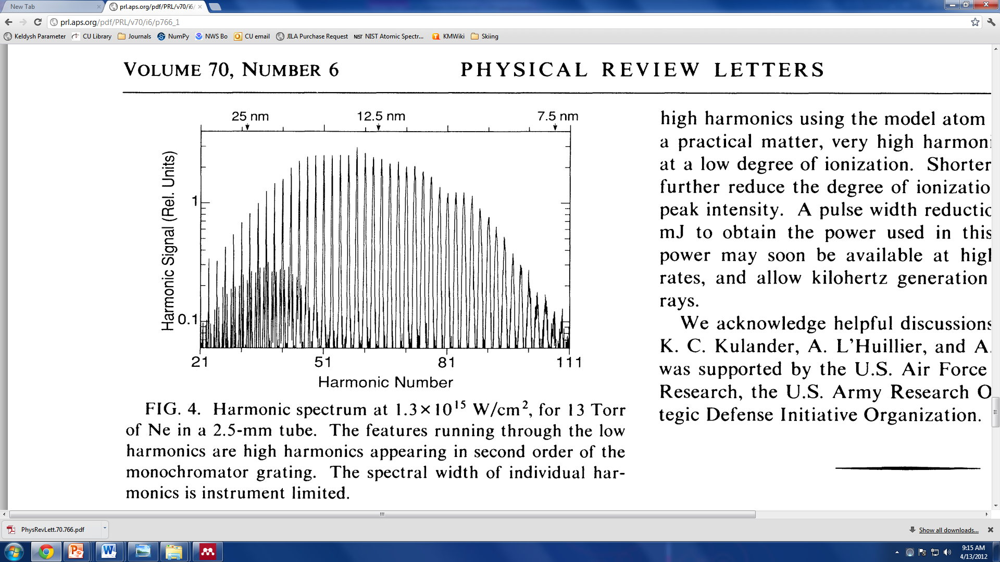 New Tab
prl.aps.org/pdf/PRL/v70/i6/
prl.aps.org/pdf/PRL/v70/i6/p766_1
Keldysh Parameter CU Library Journals NumPy NWS Bo CU email JILA Purchase Request NIST NIST Atomic Spectr... KMWiki Skiing
VOLUME 70, NUMBER 6 PHYSICAL REVIEW LETTERS
25 nm 12.5 nm 7.5 nm
Harmonic Signal (Rel. Units)
1
0.1
21 51 81 111
Harmonic Number
FIG. 4. Harmonic spectrum at 1.3×10¹⁵ W/cm², for 13 Torr
of Ne in a 2.5-mm tube. The features running through the low
harmonics are high harmonics appearing in second order of the
monochromator grating. The spectral width of individual har-
monics is instrument limited.
high harmonics using the model atom
a practical matter, very high harmoni
at a low degree of ionization. Shorter
further reduce the degree of ionizatio
peak intensity. A pulse width reductio
mJ to obtain the power used in this
power may soon be available at high
rates, and allow kilohertz generation
rays.
We acknowledge helpful discussions
K. C. Kulander, A. L'Huillier, and A.
was supported by the U.S. Air Force
Research, the U.S. Army Research O
tegic Defense Initiative Organization.
PhysRevLett.70.766.pdf
Show all downloads...
9:15 AM
4/13/2012